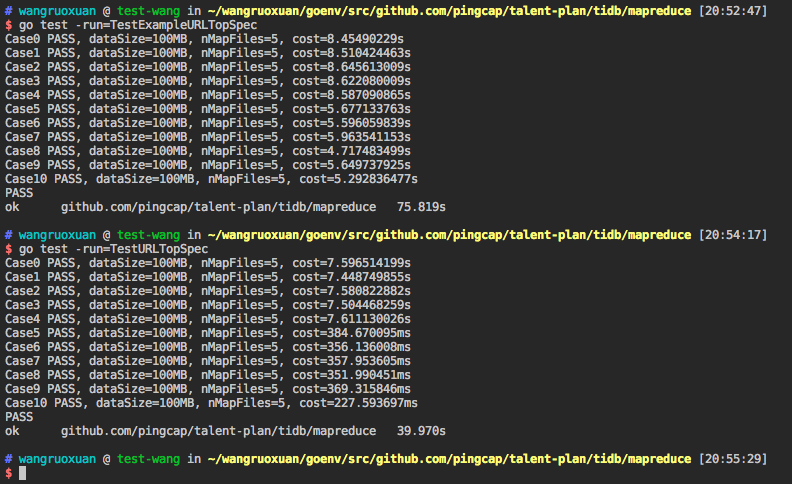 # wangruoxuan @ test-wang in ~/wangruoxuan/goenv/src/github.com/pingcap/talent-plan/tidb/mapreduce [20:52:47]
$ go test -run=TestExampleURLTopSpec
Case0 PASS, dataSize=100MB, nMapFiles=5, cost=8.45490229s
Case1 PASS, dataSize=100MB, nMapFiles=5, cost=8.510424463s
Case2 PASS, dataSize=100MB, nMapFiles=5, cost=8.645613009s
Case3 PASS, dataSize=100MB, nMapFiles=5, cost=8.622080009s
Case4 PASS, dataSize=100MB, nMapFiles=5, cost=8.587090865s
Case5 PASS, dataSize=100MB, nMapFiles=5, cost=5.677133763s
Case6 PASS, dataSize=100MB, nMapFiles=5, cost=5.596059839s
Case7 PASS, dataSize=100MB, nMapFiles=5, cost=5.963541153s
Case8 PASS, dataSize=100MB, nMapFiles=5, cost=4.717483499s
Case9 PASS, dataSize=100MB, nMapFiles=5, cost=5.649737925s
Case10 PASS, dataSize=100MB, nMapFiles=5, cost=5.292836477s
PASS
ok      github.com/pingcap/talent-plan/tidb/mapreduce   75.819s
# wangruoxuan @ test-wang in ~/wangruoxuan/goenv/src/github.com/pingcap/talent-plan/tidb/mapreduce [20:54:17]
$ go test -run=TestURLTopSpec
Case0 PASS, dataSize=100MB, nMapFiles=5, cost=7.596514199s
Case1 PASS, dataSize=100MB, nMapFiles=5, cost=7.448749855s
Case2 PASS, dataSize=100MB, nMapFiles=5, cost=7.580822882s
Case3 PASS, dataSize=100MB, nMapFiles=5, cost=7.504468259s
Case4 PASS, dataSize=100MB, nMapFiles=5, cost=7.611130026s
Case5 PASS, dataSize=100MB, nMapFiles=5, cost=384.670095ms
Case6 PASS, dataSize=100MB, nMapFiles=5, cost=356.136008ms
Case7 PASS, dataSize=100MB, nMapFiles=5, cost=357.953605ms
Case8 PASS, dataSize=100MB, nMapFiles=5, cost=351.990451ms
Case9 PASS, dataSize=100MB, nMapFiles=5, cost=369.315846ms
Case10 PASS, dataSize=100MB, nMapFiles=5, cost=227.593697ms
PASS
ok      github.com/pingcap/talent-plan/tidb/mapreduce   39.970s
# wangruoxuan @ test-wang in ~/wangruoxuan/goenv/src/github.com/pingcap/talent-plan/tidb/mapreduce [20:55:29]
$